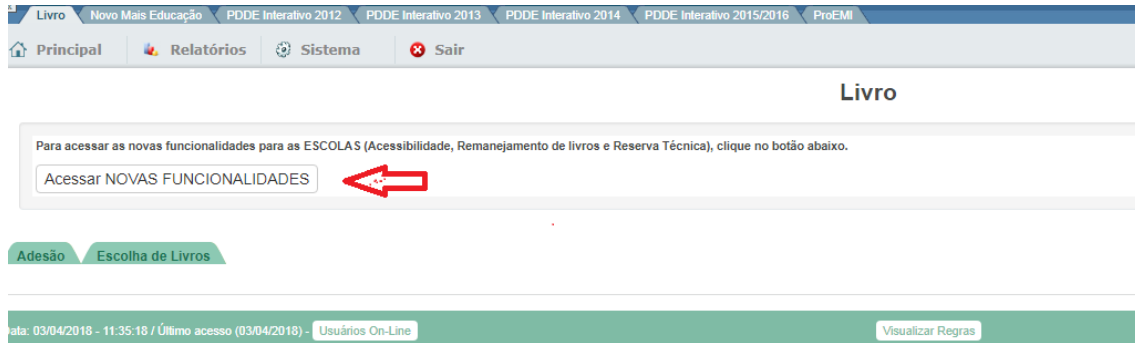 Livro Novo Mais Educação PDDE Interativo 2012 PDDE Interativo 2013 PDDE Interativo 2014 PDDE Interativo 2015/2016 ProEMI
Principal Relatórios Sistema Sair
Livro
Para acessar as novas funcionalidades para as ESCOLAS (Acessibilidade, Remanejamento de livros e Reserva Técnica), clique no botão abaixo.
Acessar NOVAS FUNCIONALIDADES
Adesão Escolha de Livros
ata: 03/04/2018 - 11:35:18 / Último acesso (03/04/2018) - Usuários On-Line Visualizar Regras